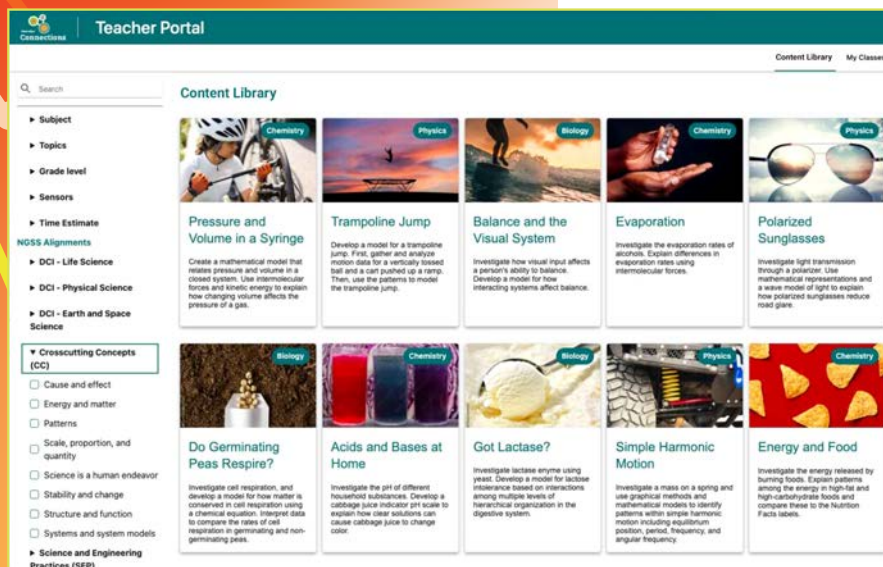 Connections
Teacher Portal
Content Library
My Classes
Search
Subject
Topics
Grade level
Sensors
Time Estimate
NGSS Alignments
DCI - Life Science
DCI - Physical Science
DCI - Earth and Space
Science
Crosscutting Concepts
(CC)
Cause and effect
Energy and matter
Patterns
Scale, proportion, and
quantity
Science is a human endeavor
Stability and change
Structure and function
Systems and system models
Science and Engineering
Practices (SEP)
Content Library
Chemistry
Pressure and
Volume in a Syringe
Create a mathematical model that
relates pressure and volume in a
closed system. Use intermolecular
forces and kinetic energy to explain
how changing volume affects the
pressure of a gas.
Physics
Trampoline Jump
Develop a model for a trampoline
jump. First, gather and analyze
motion data for a vertically tossed
ball and a cart pushed up a ramp.
Then, use the patterns to model
the trampoline jump.
Biology
Balance and the
Visual System
Investigate how visual input affects
a person's ability to balance.
Develop a model for how
interacting systems affect balance.
Chemistry
Evaporation
Investigate the evaporation rates of
alcohols. Explain differences in
evaporation rates using
intermolecular forces.
Physics
Polarized
Sunglasses
Investigate light transmission
through a polarizer. Use
mathematical representations and
a wave model of light to explain
how polarized sunglasses reduce
road glare.
Biology
Do Germinating
Peas Respire?
Investigate cell respiration, and
develop a model for how matter is
conserved in cell respiration using
a chemical equation. Interpret data
to compare the rates of cell
respiration in germinating and non-
germinating peas.
Chemistry
Acids and Bases at
Home
Investigate the pH of different
household substances. Develop a
cabbage juice indicator pH scale to
explain how clear solutions can
cause cabbage juice to change
color.
Biology
Got Lactase?
Investigate lactase enyme using
yeast. Develop a model for lactose
intolerance based on interactions
among multiple levels of
hierarchical organization in the
digestive system.
Physics
Simple Harmonic
Motion
Investigate a mass on a spring and
use graphical methods and
mathematical models to identify
patterns within simple harmonic
motion including equilibrium
position, period, frequency, and
angular frequency.
Chemistry
Energy and Food
Investigate the energy released by
burning foods. Explain patterns
among the energy in high-fat and
high-carbohydrate foods and
compare these to the Nutrition
Facts labels.